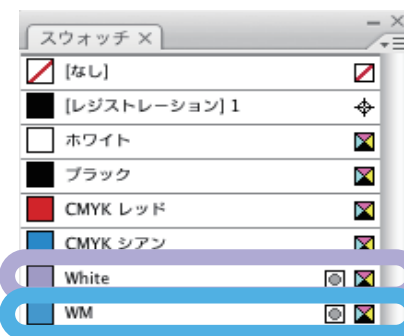 スウォッチ ×
[なし]
[レジストレーション] 1
ホワイト
ブラック
CMYK レッド
CMYK シアン
White
WM